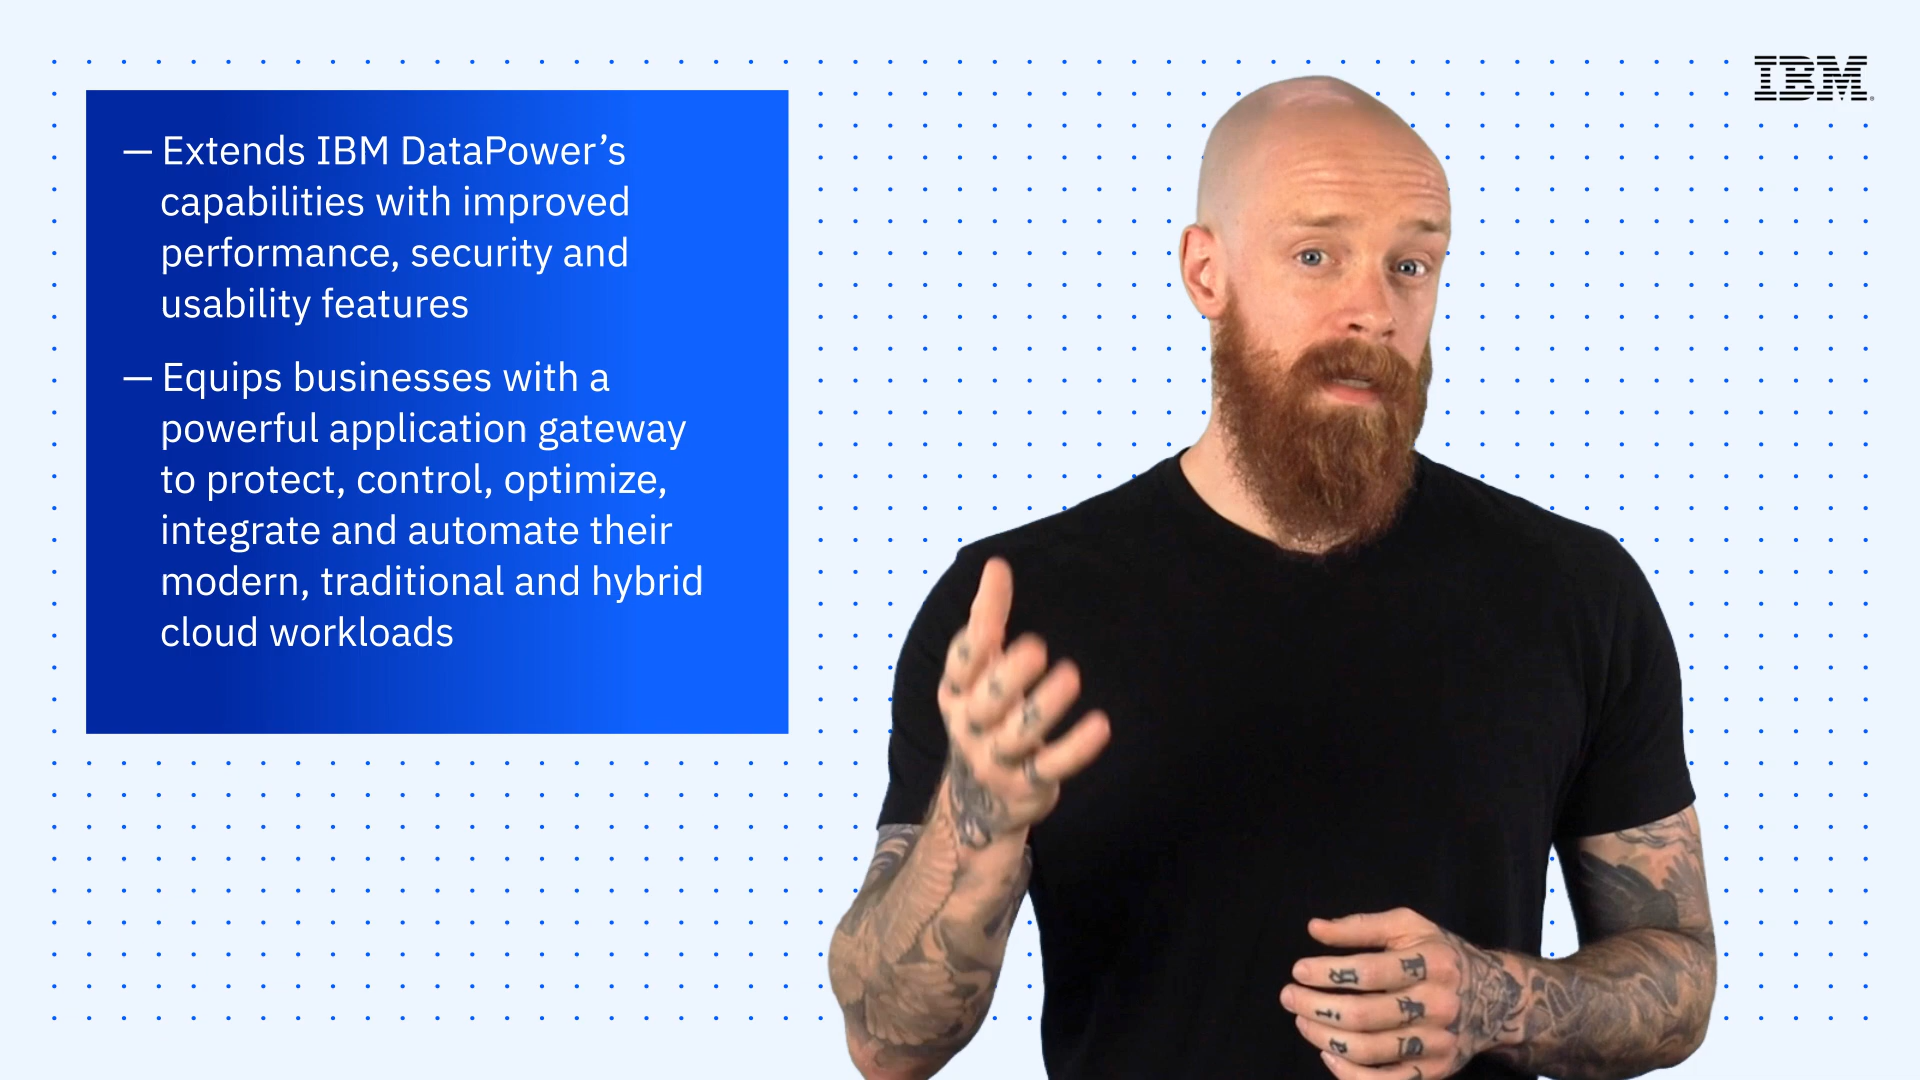 — Extends IBM DataPower’s
capabilities with improved
performance, security and
usability features
— Equips businesses with a
powerful application gateway
to protect, control, optimize,
integrate and automate their
modern, traditional and hybrid
cloud workloads
IBM